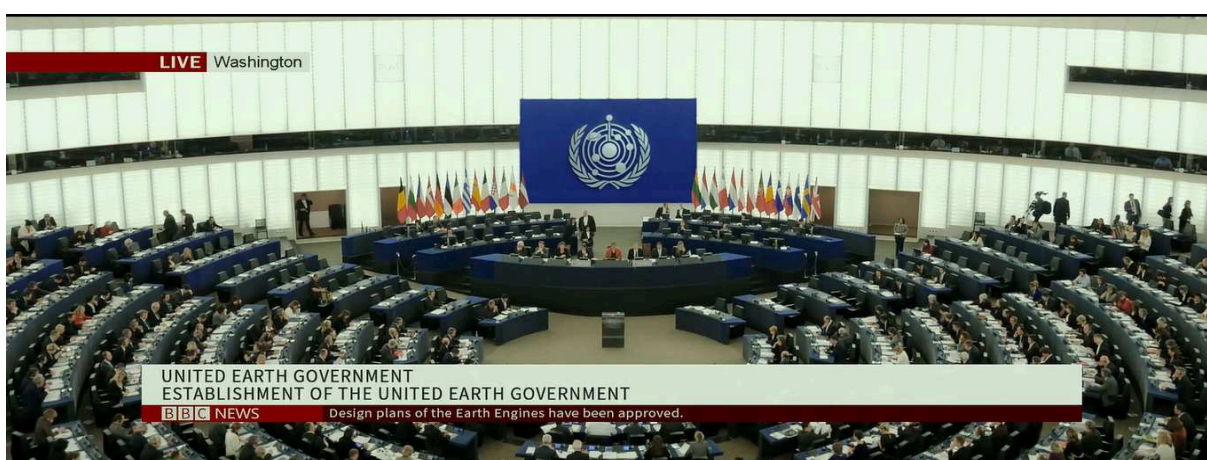 LIVE Washington
UNITED EARTH GOVERNMENT
ESTABLISHMENT OF THE UNITED EARTH GOVERNMENT
BBC NEWS Design plans of the Earth Engines have been approved.